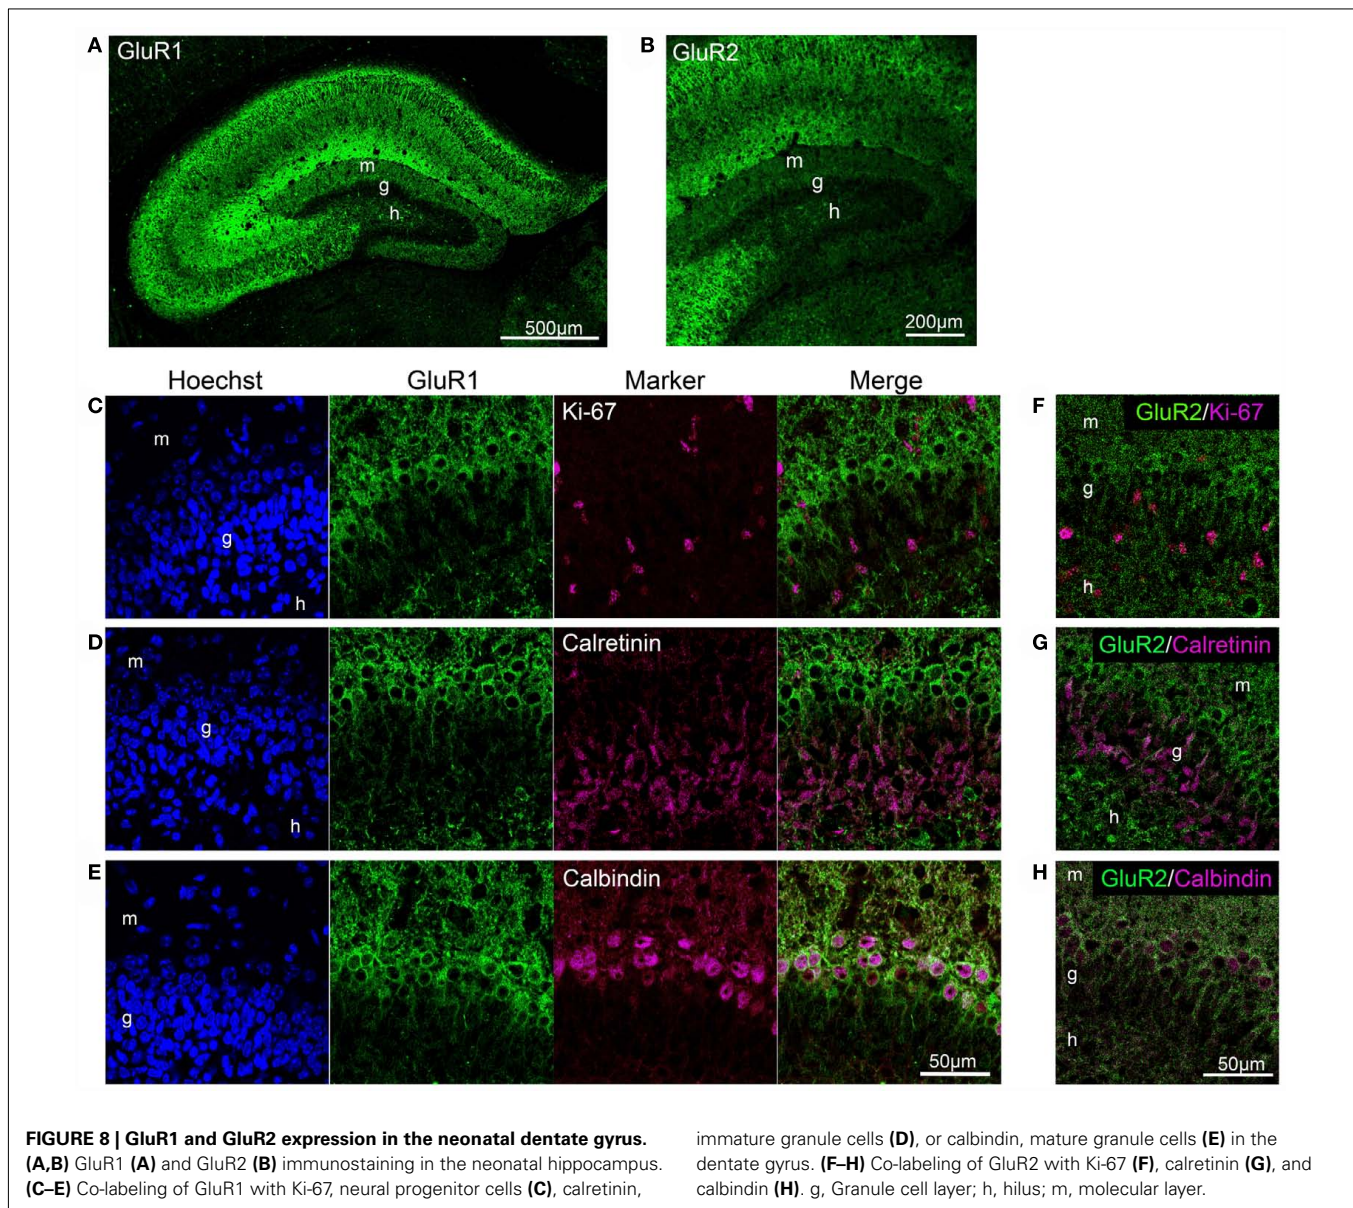 A
GluR1
m
g
h
500µm
B
GluR2
m
g
h
200µm
Hoechst GluR1 Marker Merge
C
m
g
h
Ki-67
D
m
g
h
Calretinin
E
m
g
Calbindin
50µm
F
GluR2/Ki-67
m
g
h
G
GluR2/Calretinin
m
g
h
H
GluR2/Calbindin
m
g
h
50µm
FIGURE 8 | GluR1 and GluR2 expression in the neonatal dentate gyrus.
(A,B) GluR1 (A) and GluR2 (B) immunostaining in the neonatal hippocampus.
(C–E) Co-labeling of GluR1 with Ki-67, neural progenitor cells (C), calretinin,
immature granule cells (D), or calbindin, mature granule cells (E) in the
dentate gyrus. (F–H) Co-labeling of GluR2 with Ki-67 (F), calretinin (G), and
calbindin (H). g, Granule cell layer; h, hilus; m, molecular layer.